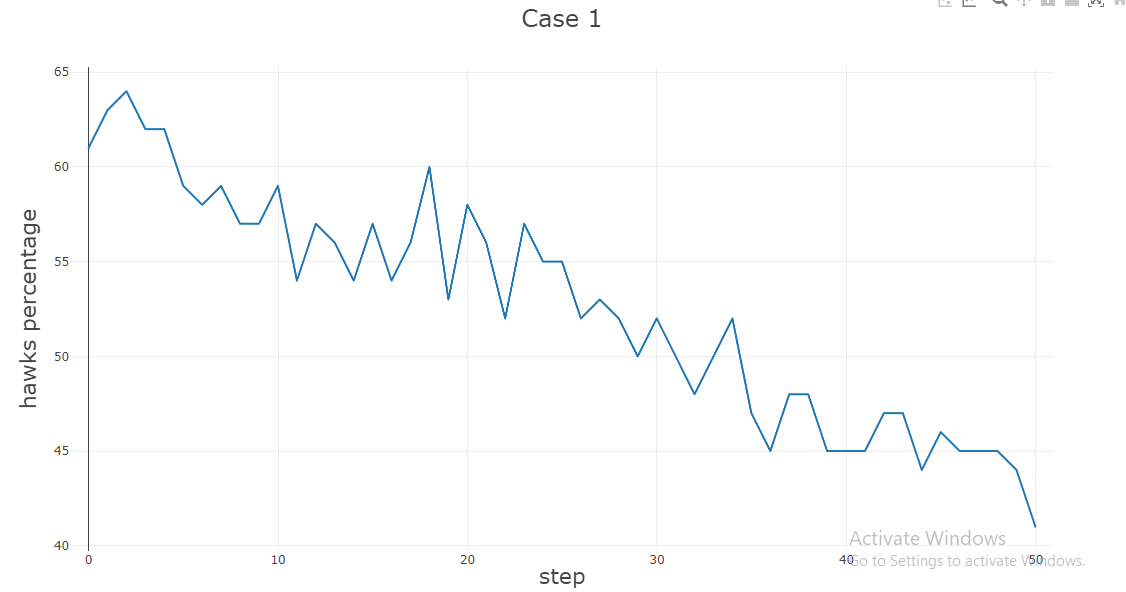 Case 1
65
60
55
50
45
40
hawks percentage
0 10 20 30 40 50
step
Activate Windows
Go to Settings to activate Windows.